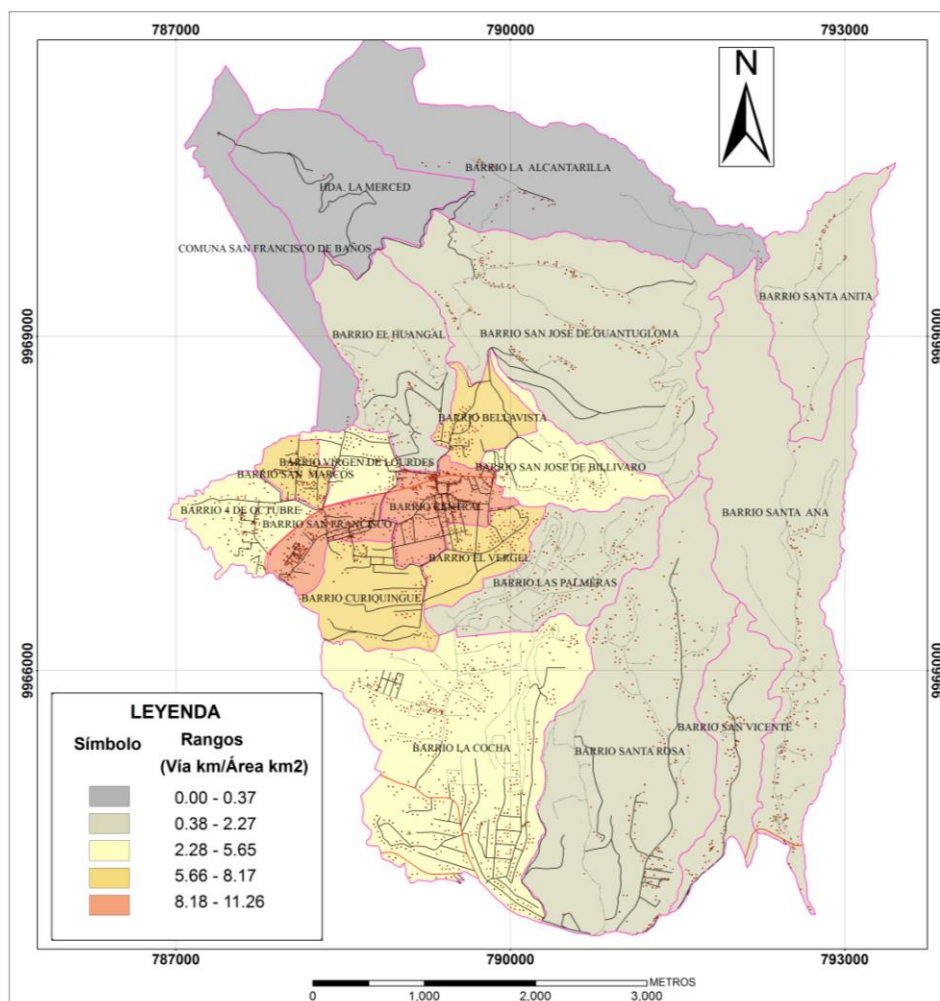 787000 790000 793000
N
BARRIO LA ALCANTARILLA
HDA. LA MERCED
COMUNA SAN FRANCISCO DE BAÑOS
BARRIO SANTA ANITA
9969000 9969000
BARRIO EL HUANGAL
BARRIO SAN JOSE DE GUANTUGLOMA
BARRIO BELLAVISTA
BARRIO VIRGEN DE LOURDES
BARRIO SAN JOSE DE BILLIVARO
BARRIO SAN MARCOS
BARRIO 4 DE OCTUBRE
BARRIO CENTRAL
BARRIO SANTA ANA
BARRIO SAN FRANCISCO
BARRIO EL VERGEL
BARRIO LAS PALMERAS
BARRIO CURIQUINGUE
9966000 9966000
BARRIO SAN VICENTE
BARRIO LA COCHA
BARRIO SANTA ROSA
LEYENDA
Símbolo Rangos
(Vía km/Área km2)
0.00 - 0.37
0.38 - 2.27
2.28 - 5.65
5.66 - 8.17
8.18 - 11.26
787000 790000 793000
METROS
0 1,000 2,000 3,000